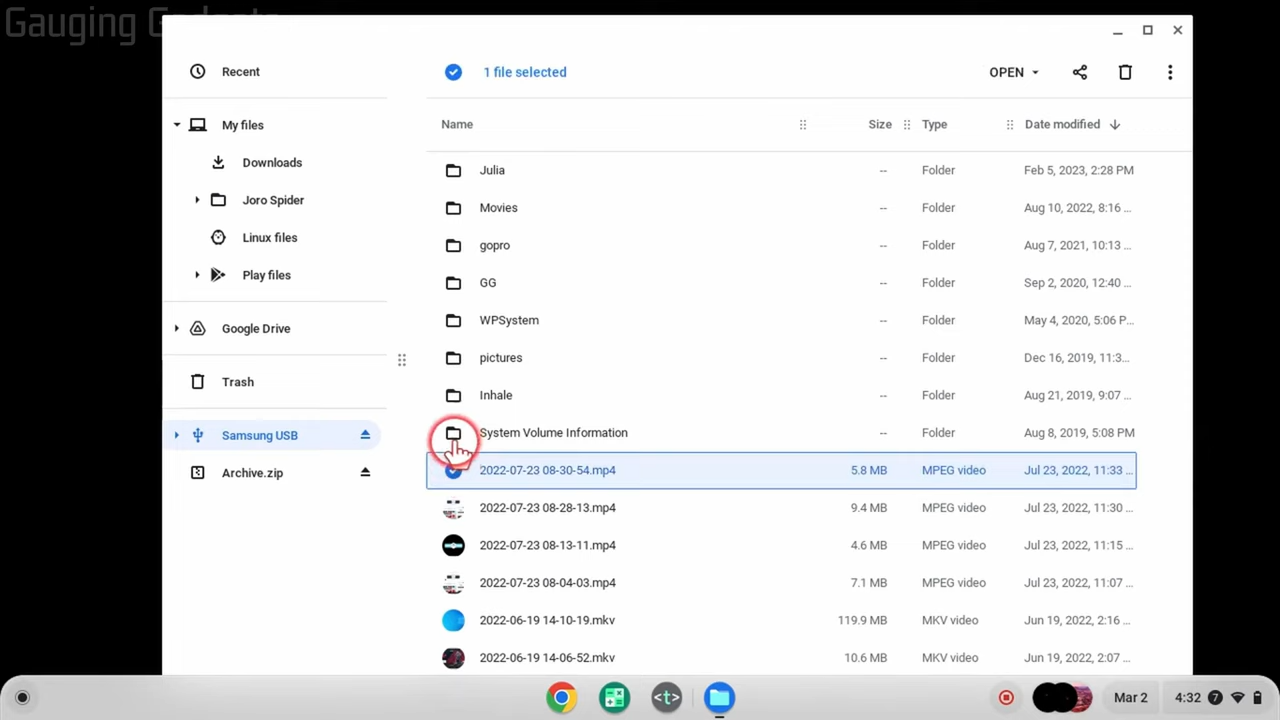 Gauging Gadgets
Recent
1 file selected
OPEN
My files
Name Size Type Date modified
Downloads
Joro Spider
Linux files
Play files
Google Drive
Trash
Samsung USB
Archive.zip
Julia -- Folder Feb 5, 2023, 2:28 PM
Movies -- Folder Aug 10, 2022, 8:16 ...
gopro -- Folder Aug 7, 2021, 10:13 ...
GG -- Folder Sep 2, 2020, 12:40 ...
WPSystem -- Folder May 4, 2020, 5:06 P...
pictures -- Folder Dec 16, 2019, 11:3...
Inhale -- Folder Aug 21, 2019, 9:07 ...
System Volume Information -- Folder Aug 8, 2019, 5:08 PM
2022-07-23 08-30-54.mp4 5.8 MB MPEG video Jul 23, 2022, 11:33 ...
2022-07-23 08-28-13.mp4 9.4 MB MPEG video Jul 23, 2022, 11:30 ...
2022-07-23 08-13-11.mp4 4.6 MB MPEG video Jul 23, 2022, 11:15 ...
2022-07-23 08-04-03.mp4 7.1 MB MPEG video Jul 23, 2022, 11:07 ...
2022-06-19 14-10-19.mkv 119.9 MB MKV video Jun 19, 2022, 2:16 ...
2022-06-19 14-06-52.mkv 10.6 MB MKV video Jun 19, 2022, 2:07 ...
<t> Mar 2 4:32 7